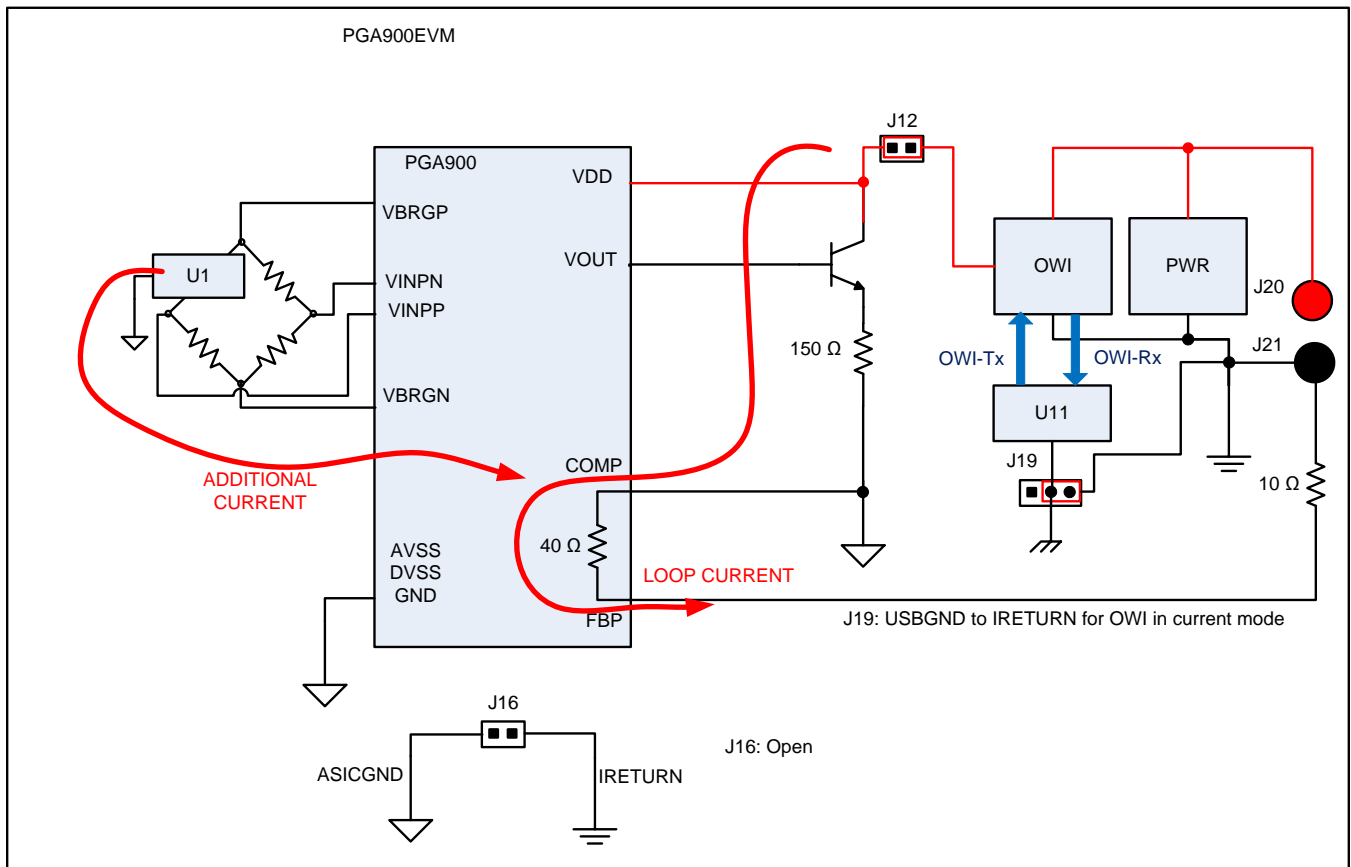 PGA900EVM
J12
PGA900
VDD
VBRGP
U1
VOUT
OWI
PWR
VINPN
VINPP
J20
150 Ω
OWI-Tx
OWI-Rx
J21
VBRGN
U11
ADDITIONAL
CURRENT
COMP
J19
10 Ω
40 Ω
AVSS
DVSS
GND
LOOP CURRENT
FBP
J19: USBGND to IRETURN for OWI in current mode
J16
J16: Open
ASICGND
IRETURN